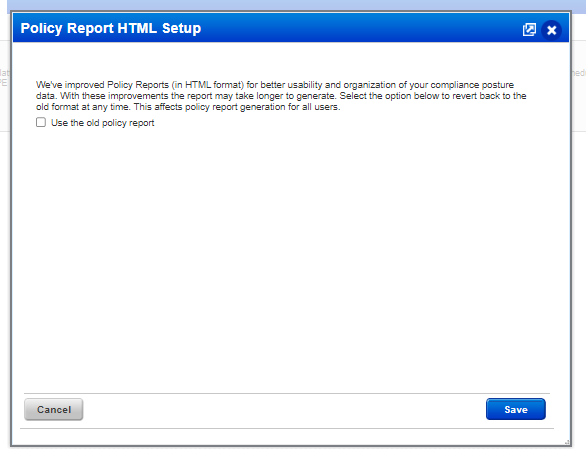 Policy Report HTML Setup
We've improved Policy Reports (in HTML format) for better usability and organization of your compliance posture
data. With these improvements the report may take longer to generate. Select the option below to revert back to the
old format at any time. This affects policy report generation for all users.
Use the old policy report
Cancel
Save